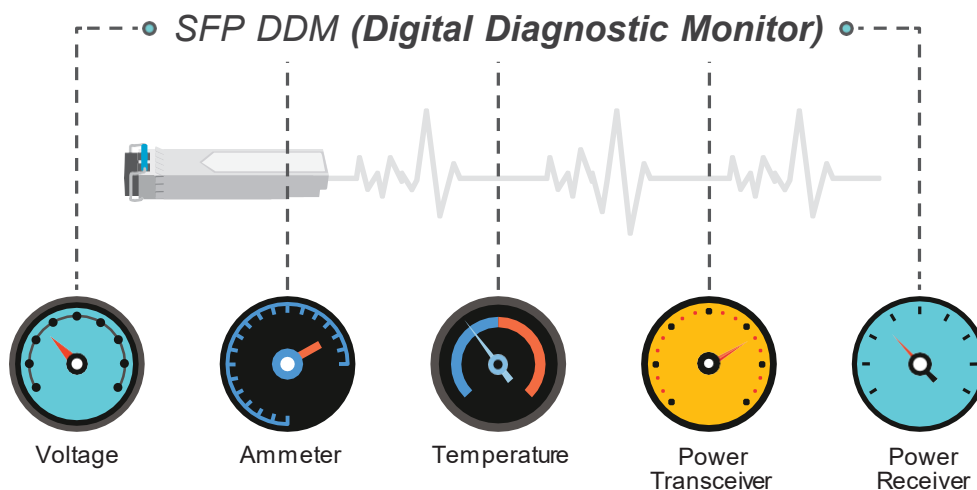 SFP DDM (Digital Diagnostic Monitor)
Voltage
Ammeter
Temperature
Power
Transceiver
Power
Receiver